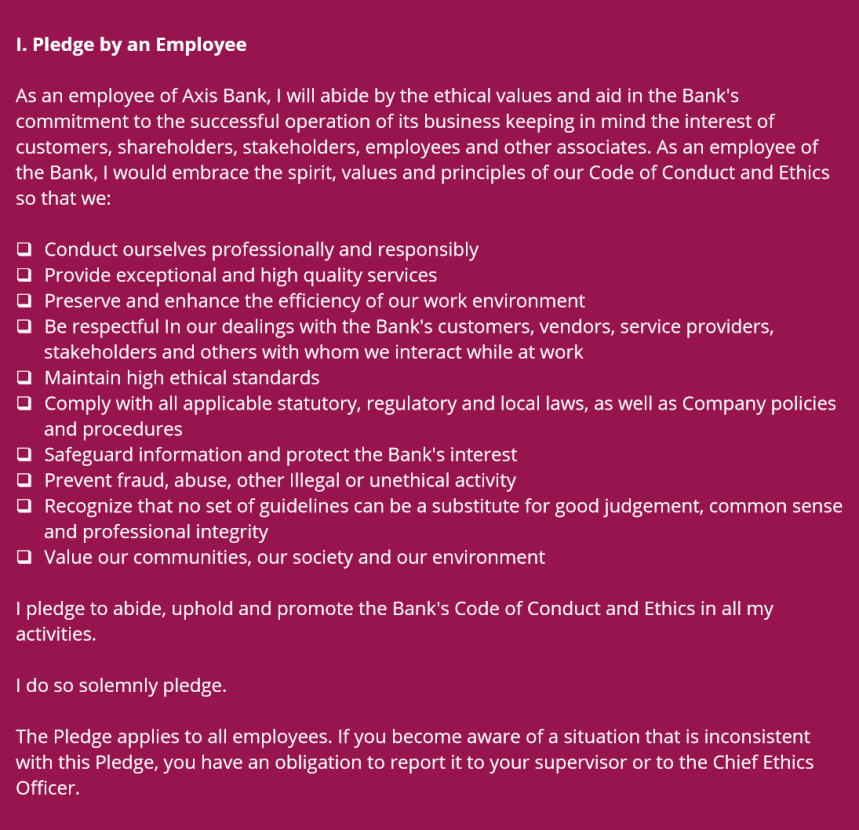 I. Pledge by an Employee
As an employee of Axis Bank, I will abide by the ethical values and aid in the Bank's
commitment to the successful operation of its business keeping in mind the interest of
customers, shareholders, stakeholders, employees and other associates. As an employee of
the Bank, I would embrace the spirit, values and principles of our Code of Conduct and Ethics
so that we:
❑ Conduct ourselves professionally and responsibly
❑ Provide exceptional and high quality services
❑ Preserve and enhance the efficiency of our work environment
❑ Be respectful In our dealings with the Bank's customers, vendors, service providers,
stakeholders and others with whom we interact while at work
❑ Maintain high ethical standards
❑ Comply with all applicable statutory, regulatory and local laws, as well as Company policies
and procedures
❑ Safeguard information and protect the Bank's interest
❑ Prevent fraud, abuse, other Illegal or unethical activity
❑ Recognize that no set of guidelines can be a substitute for good judgement, common sense
and professional integrity
❑ Value our communities, our society and our environment
I pledge to abide, uphold and promote the Bank's Code of Conduct and Ethics in all my
activities.
I do so solemnly pledge.
The Pledge applies to all employees. If you become aware of a situation that is inconsistent
with this Pledge, you have an obligation to report it to your supervisor or to the Chief Ethics
Officer.